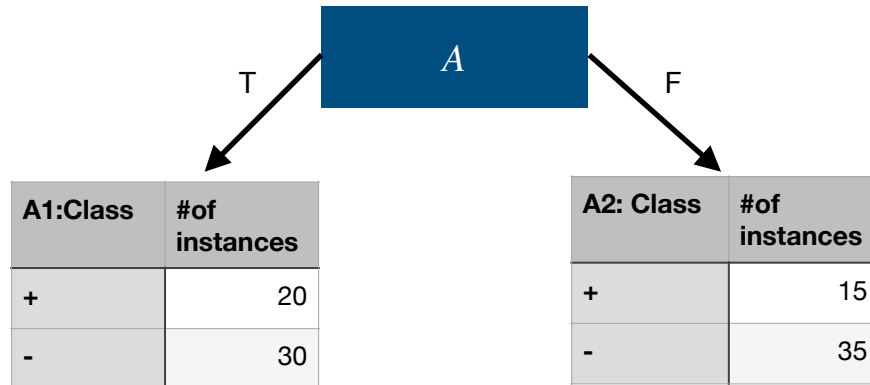 A
T
F
A1:Class #of instances
+ 20
- 30
A2: Class #of instances
+ 15
- 35